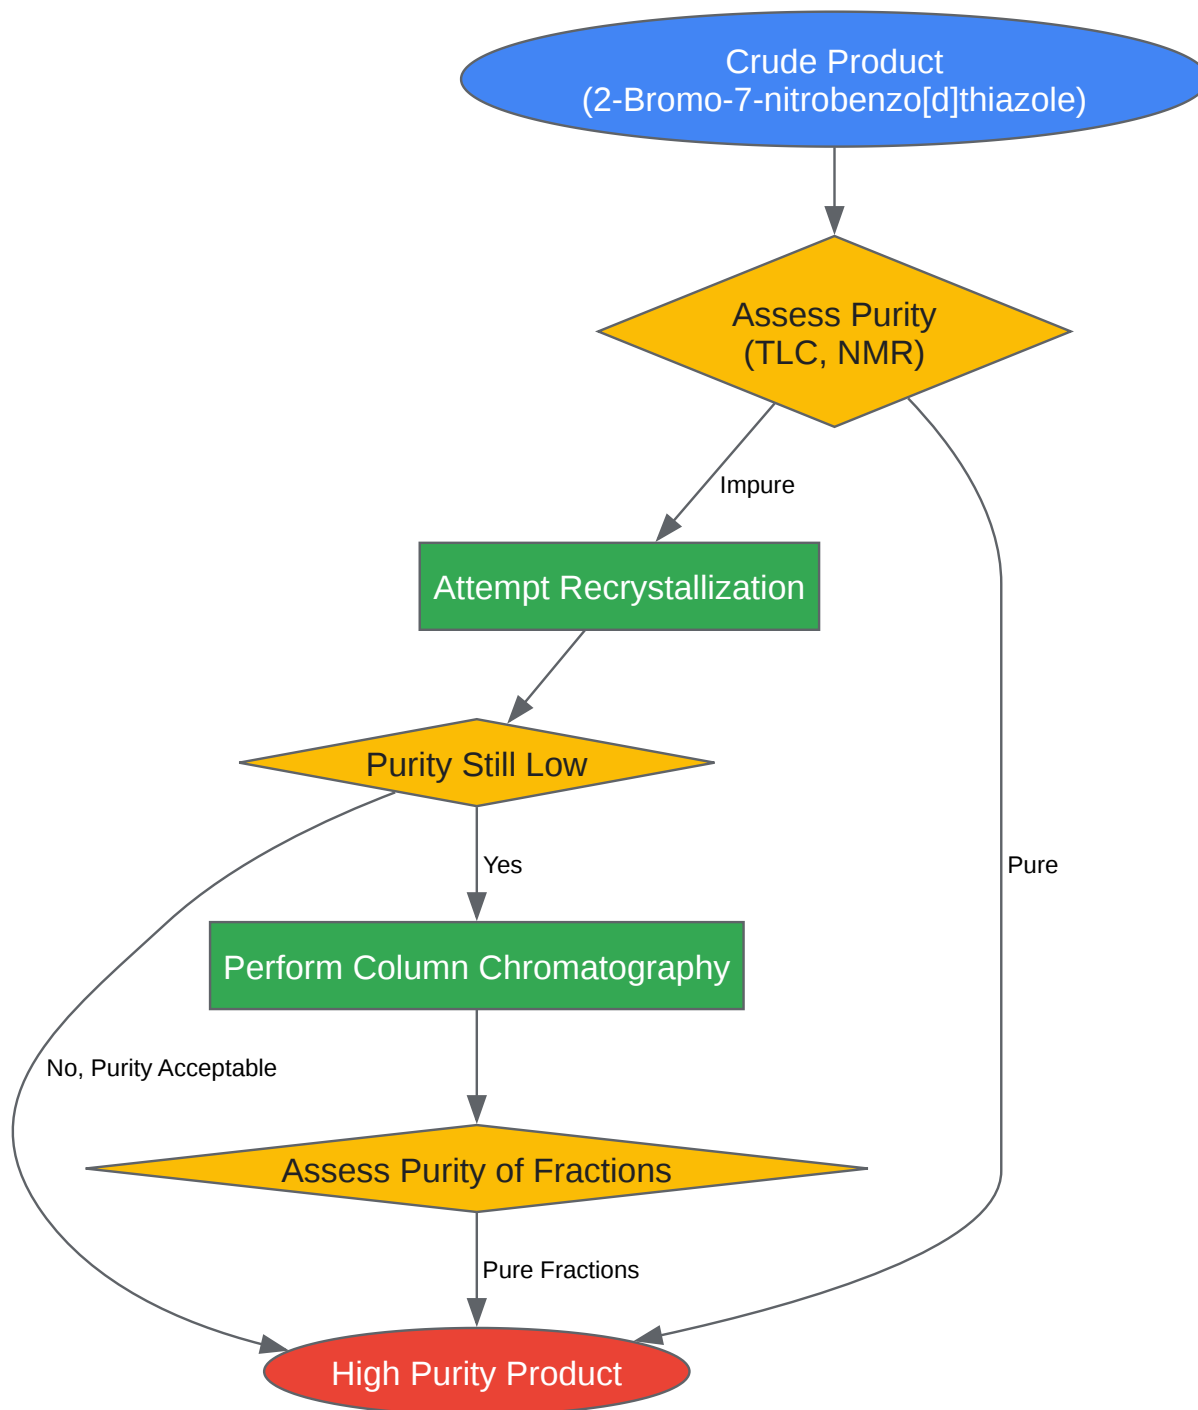 Crude Product
(2-Bromo-7-nitrobenzo[d]thiazole)
Assess Purity
(TLC, NMR)
Impure
Attempt Recrystallization
Purity Still Low
Yes
Pure
Perform Column Chromatography
No, Purity Acceptable
Assess Purity of Fractions
Pure Fractions
High Purity Product